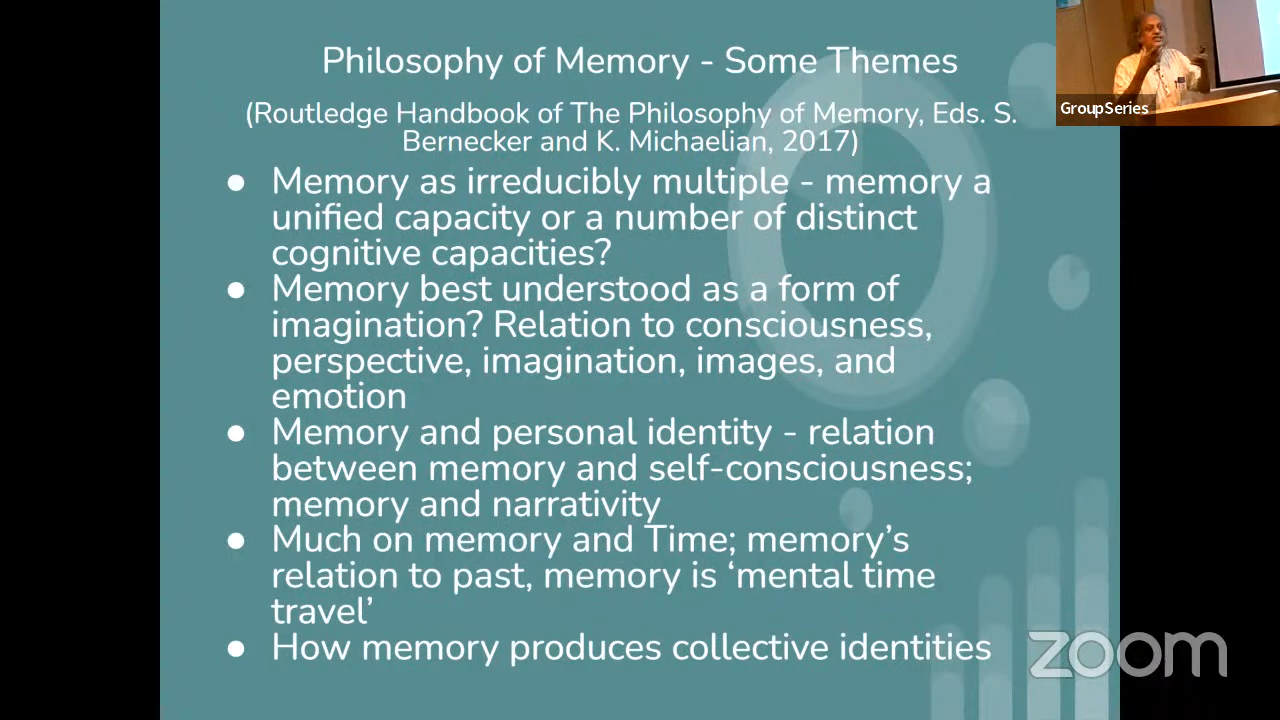 Philosophy of Memory - Some Themes
(Routledge Handbook of The Philosophy of Memory, Eds. S.
Bernecker and K. Michaelian, 2017)
● Memory as irreducibly multiple - memory a
unified capacity or a number of distinct
cognitive capacities?
● Memory best understood as a form of
imagination? Relation to consciousness,
perspective, imagination, images, and
emotion
● Memory and personal identity - relation
between memory and self-consciousness;
memory and narrativity
● Much on memory and Time; memory’s
relation to past, memory is ‘mental time
travel’
● How memory produces collective identities
GroupSeries
zoom